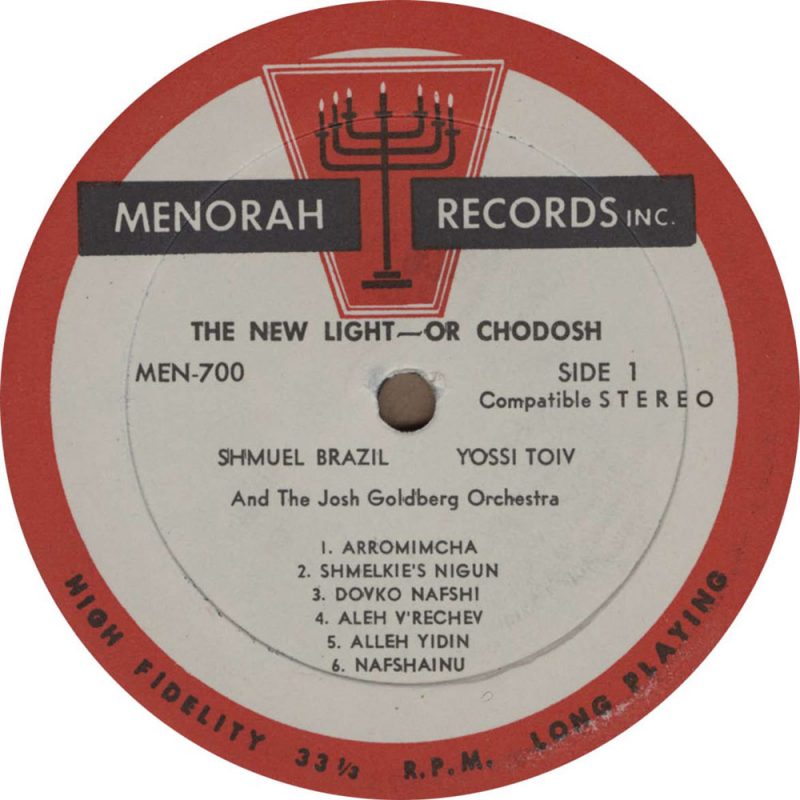 MENORAH RECORDS INC.
THE NEW LIGHT—OR CHODOSH
MEN-700 SIDE 1
Compatible STEREO
SHMUEL BRAZIL YOSSI TOIV
And The Josh Goldberg Orchestra
1. ARROMIMCHA
2. SHMELKIE'S NIGUN
3. DOVKO NAFSHI
4. ALEH V'RECHEV
5. ALLEH YIDIN
6. NAFSHAINU
HIGH FIDELITY 33 1/3 R.P.M. LONG PLAYING